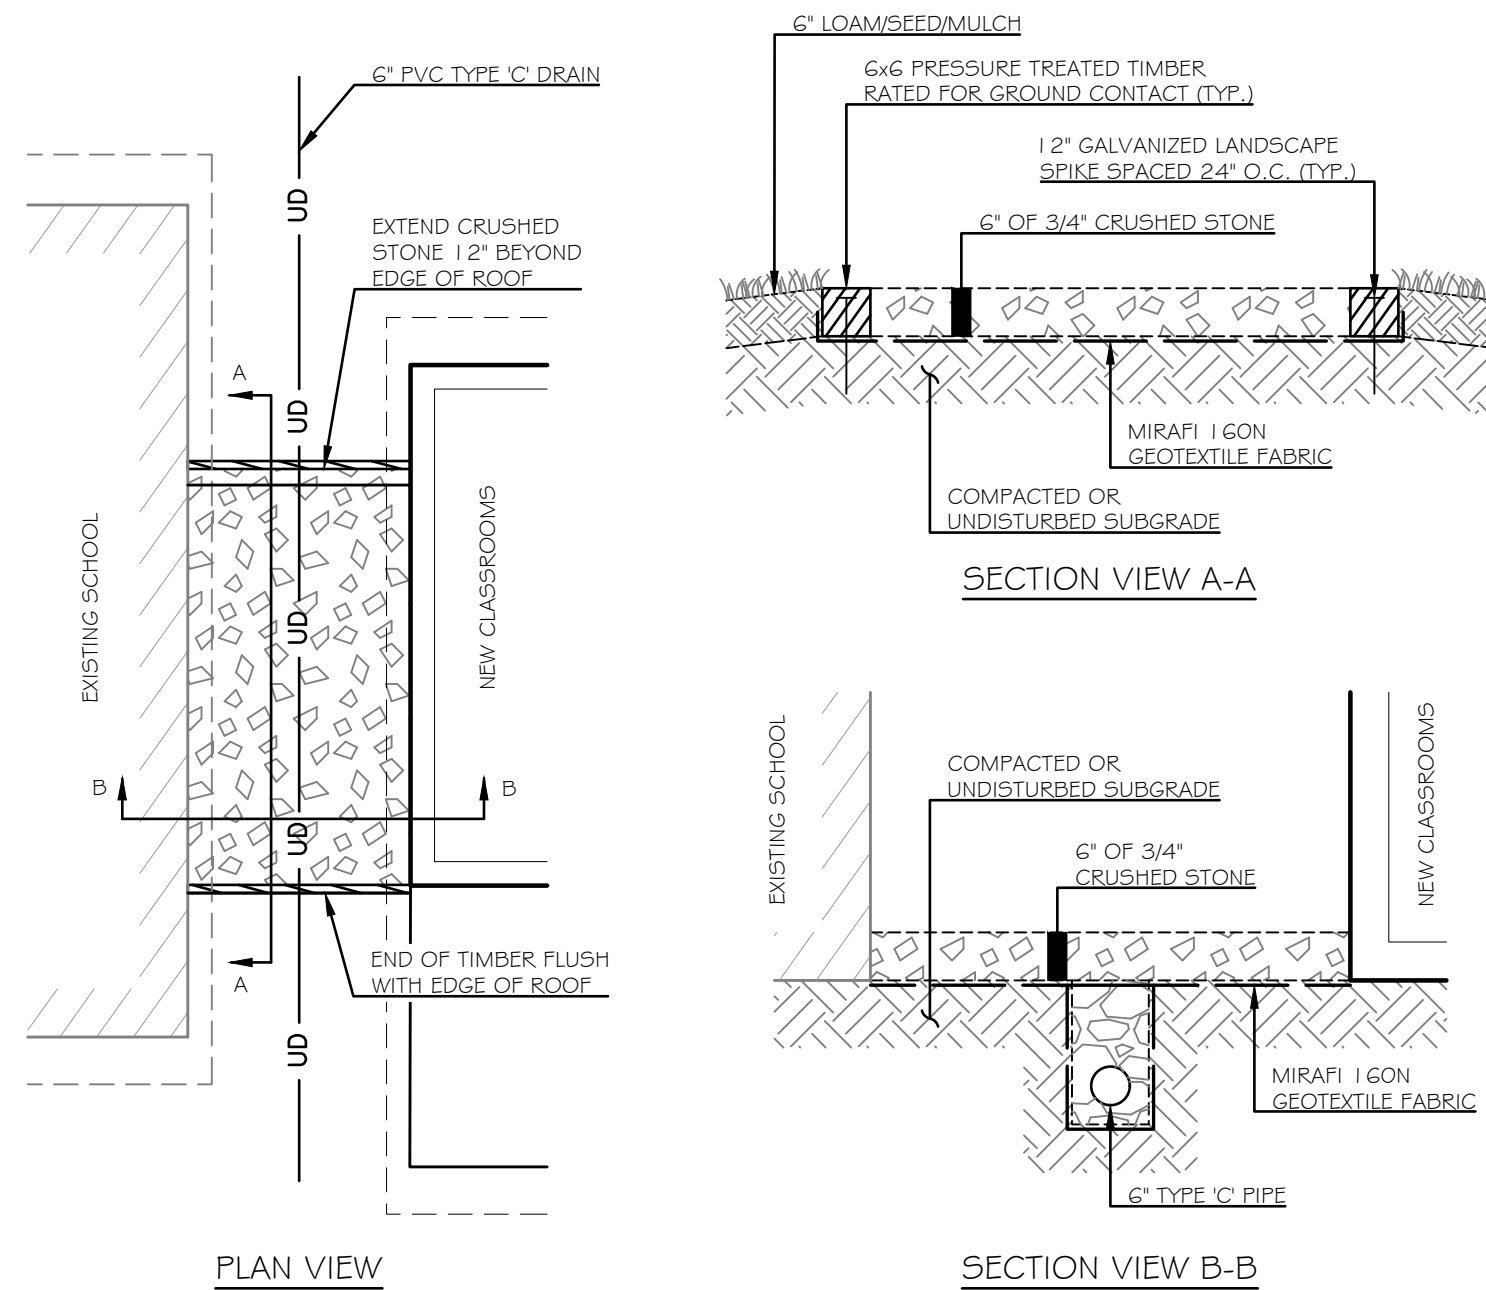 6" PVC TYPE 'C' DRAIN
UD
EXTEND CRUSHED
STONE 12" BEYOND
EDGE OF ROOF
A
UD
EXISTING SCHOOL
NEW CLASSROOMS
UD
B
B
UD
END OF TIMBER FLUSH
WITH EDGE OF ROOF
A
UD
PLAN VIEW
6" LOAM/SEED/MULCH
6x6 PRESSURE TREATED TIMBER
RATED FOR GROUND CONTACT (TYP.)
12" GALVANIZED LANDSCAPE
SPIKE SPACED 24" O.C. (TYP.)
6" OF 3/4" CRUSHED STONE
MIRAFI 160N
GEOTEXTILE FABRIC
COMPACTED OR
UNDISTURBED SUBGRADE
SECTION VIEW A-A
EXISTING SCHOOL
NEW CLASSROOMS
COMPACTED OR
UNDISTURBED SUBGRADE
6" OF 3/4"
CRUSHED STONE
MIRAFI 160N
GEOTEXTILE FABRIC
6" TYPE 'C' PIPE
SECTION VIEW B-B